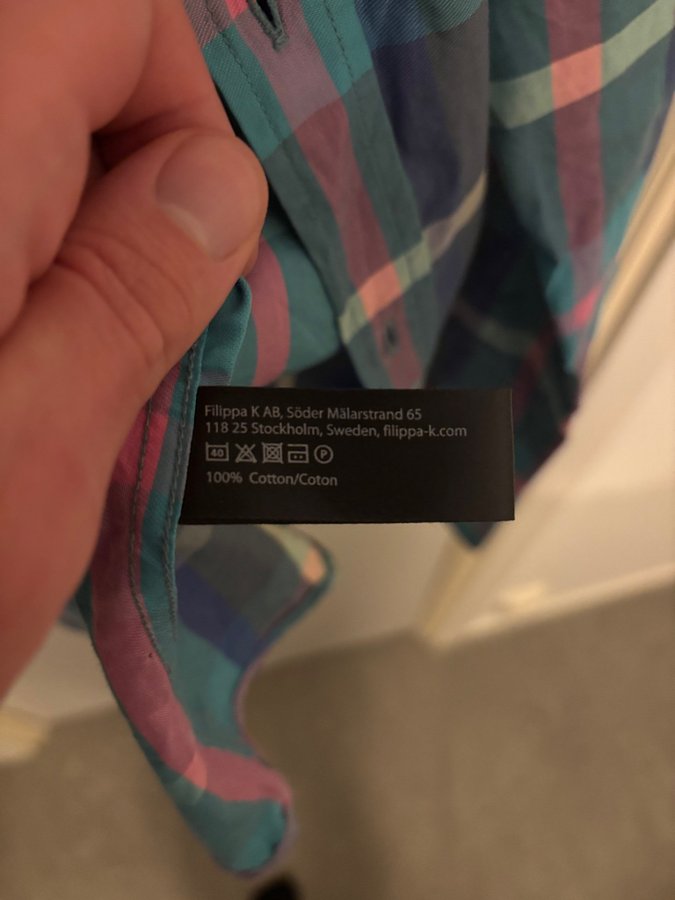 Filippa K AB, Söder Mälarstrand 65
118 25 Stockholm, Sweden, filippa-k.com
40 P
100% Cotton/Coton